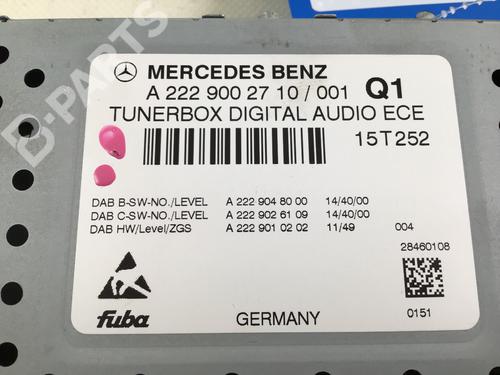 B-PARTS
MERCEDES BENZ
A 222 900 27 10 / 001 Q1
TUNERBOX DIGITAL AUDIO ECE
15T252
DAB B-SW-NO./LEVEL A 222 904 80 00 14/40/00
DAB C-SW-NO./LEVEL A 222 902 61 09 14/40/00
DAB HW/Level/ZGS A 222 901 02 02 11/49 004
28460108
fuba GERMANY 0151